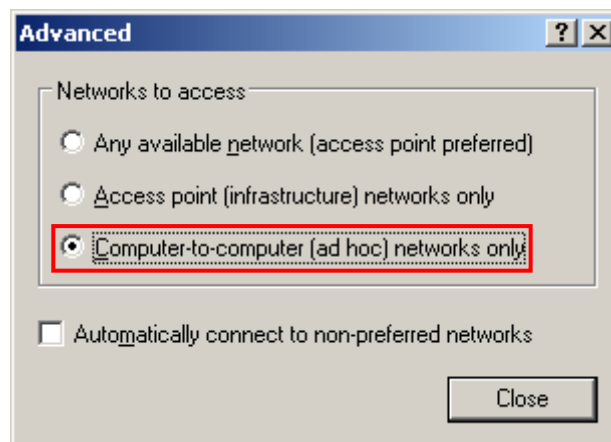 Advanced
Networks to access
Any available network (access point preferred)
Access point (infrastructure) networks only
Computer-to-computer (ad hoc) networks only
Automatically connect to non-preferred networks
Close